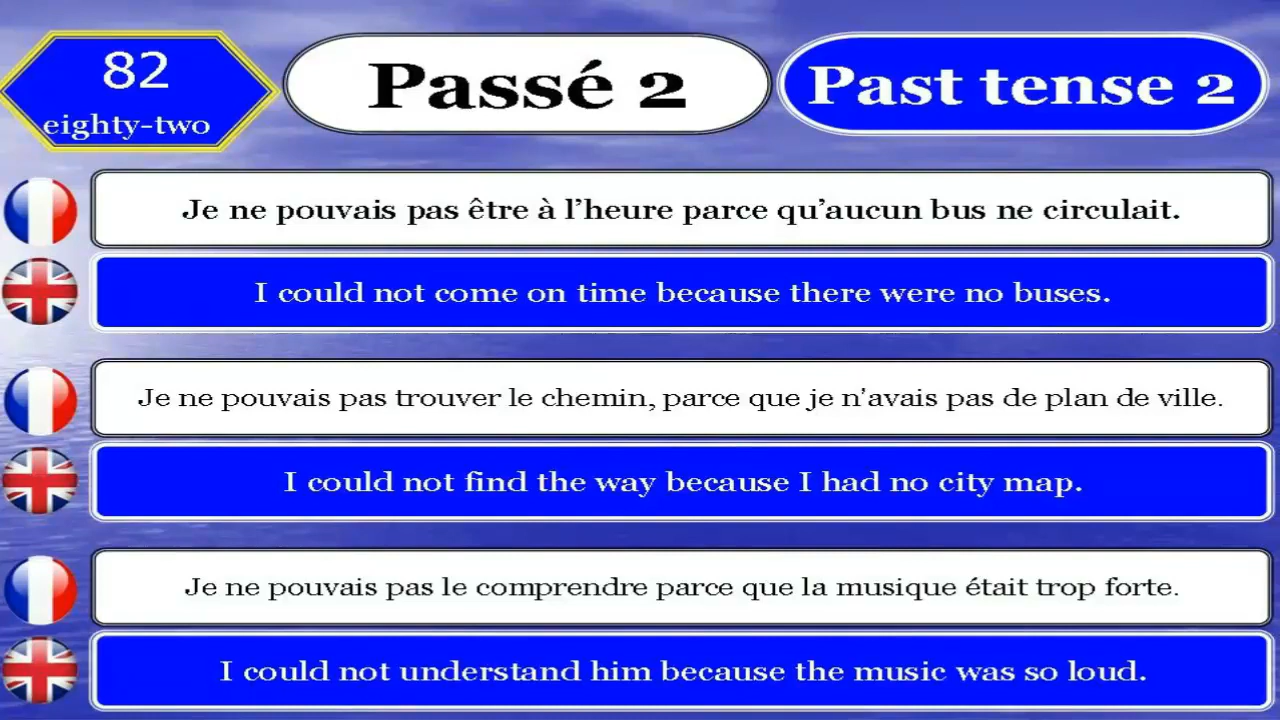 82
eighty-two
Passé 2
Past tense 2
Je ne pouvais pas être à l’heure parce qu’aucun bus ne circulait.
I could not come on time because there were no buses.
Je ne pouvais pas trouver le chemin, parce que je n'avais pas de plan de ville.
I could not find the way because I had no city map.
Je ne pouvais pas le comprendre parce que la musique était trop forte.
I could not understand him because the music was so loud.